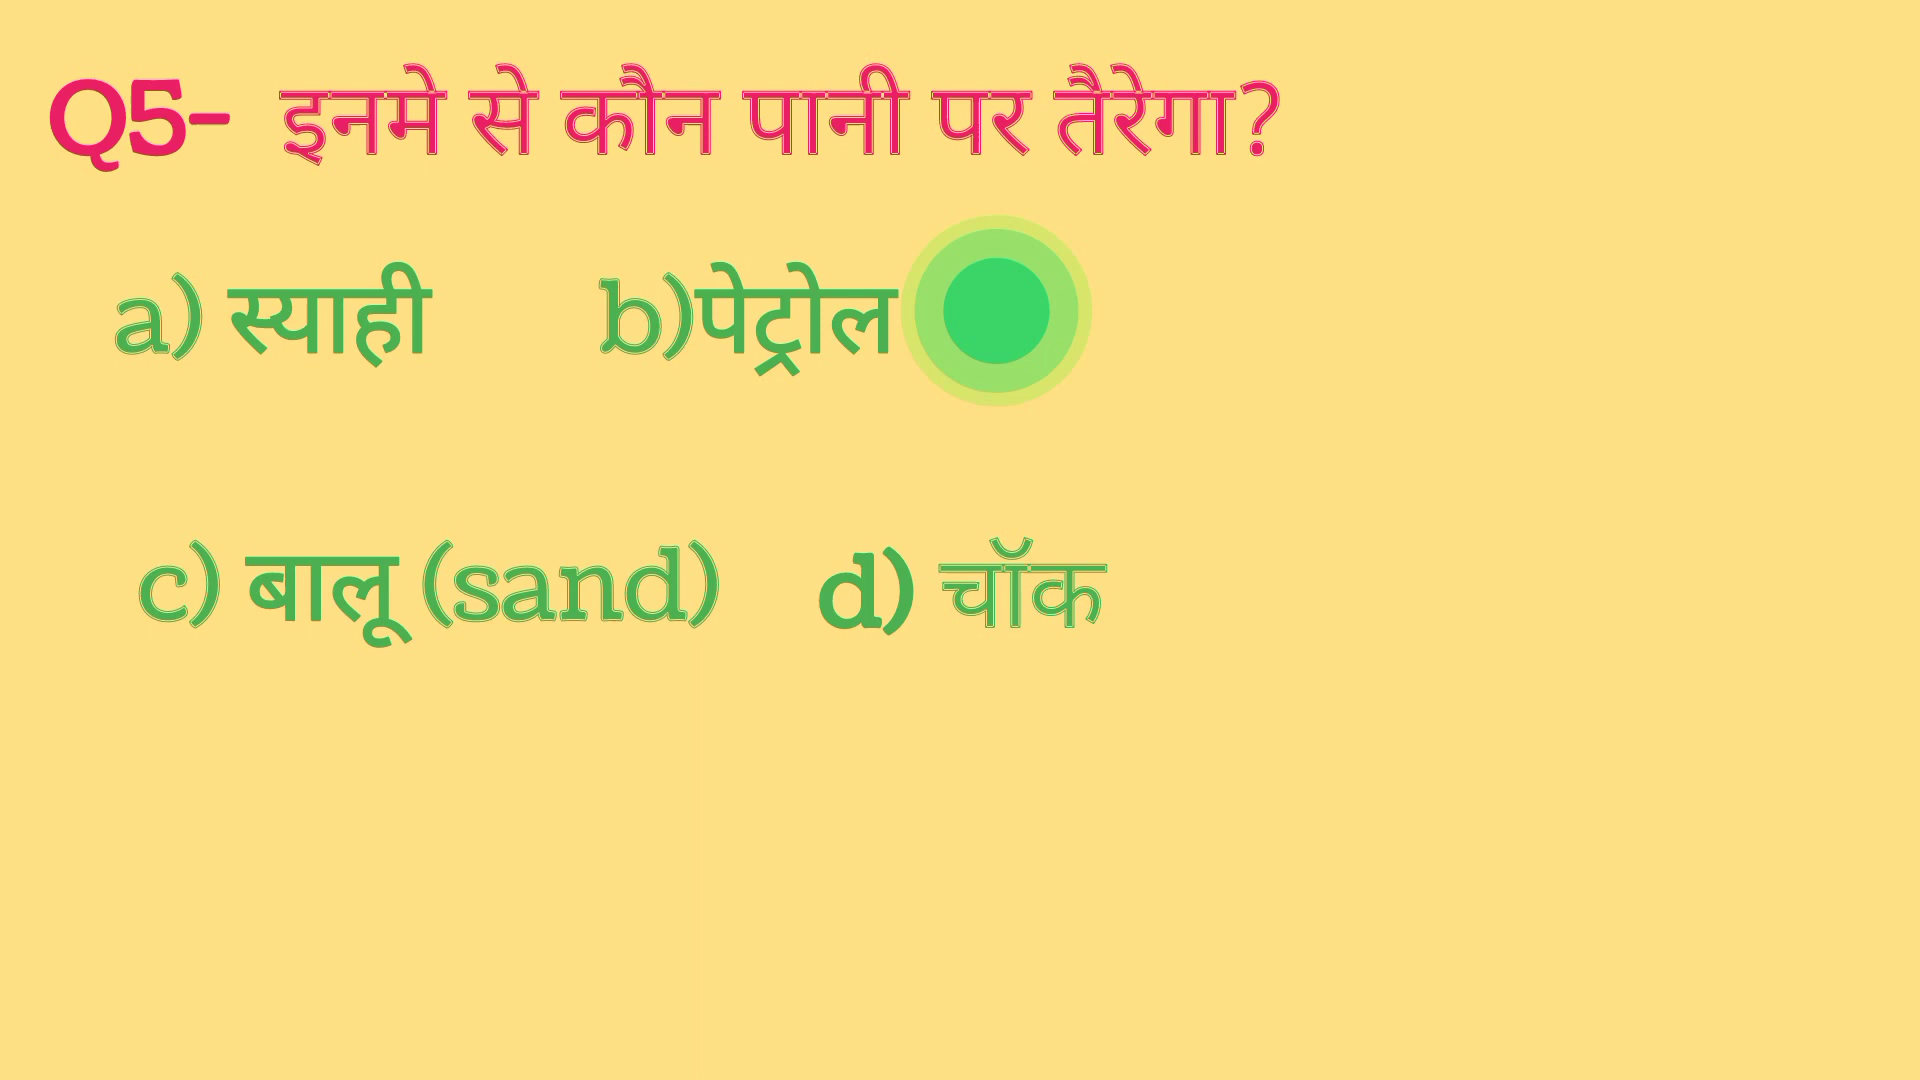 Q5- इनमे से कौन पानी पर तैरेगा?
a) स्याही b)पेट्रोल
c) बालू (sand) d) चॉक